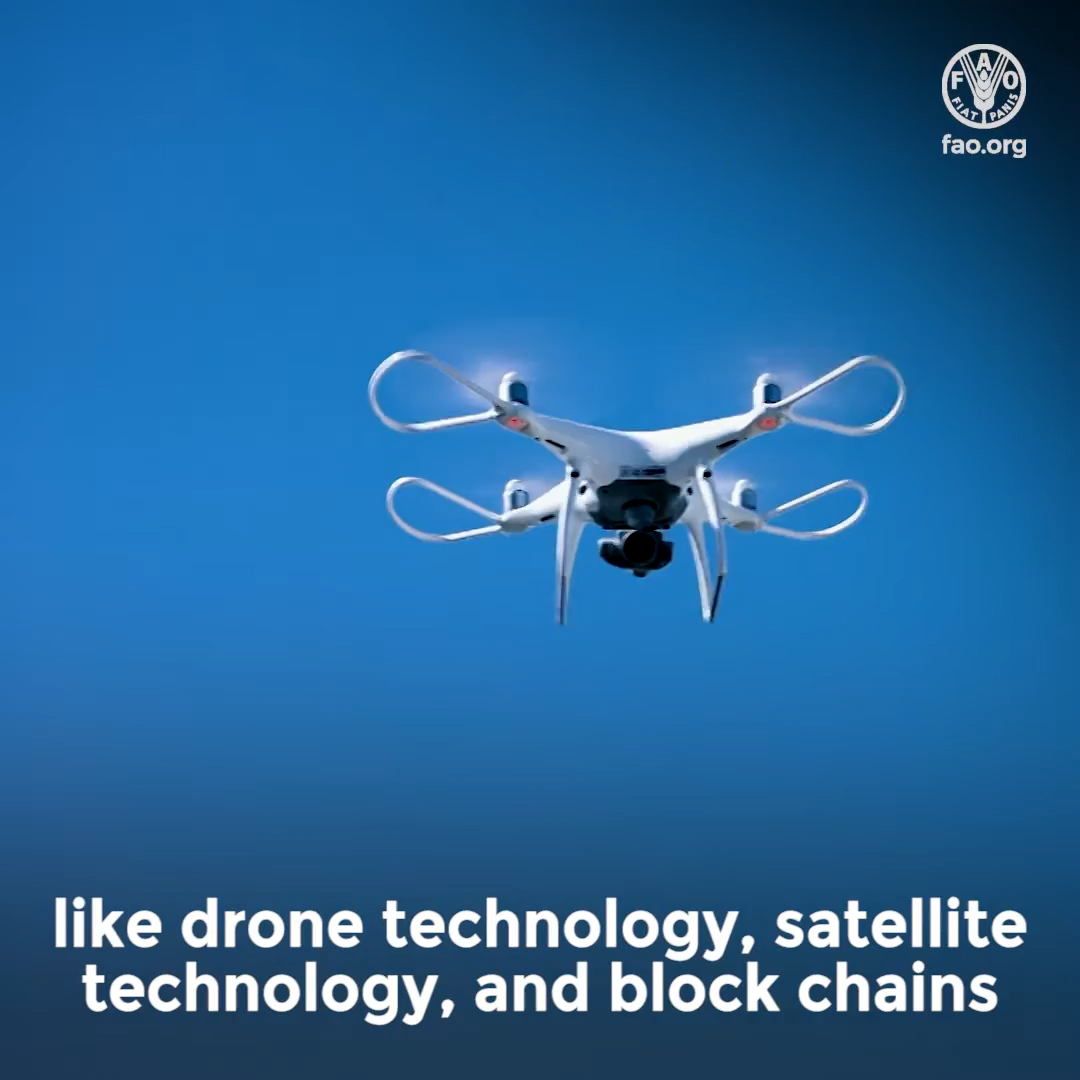 FAO
FIAT PANIS
fao.org
like drone technology, satellite
technology, and block chains